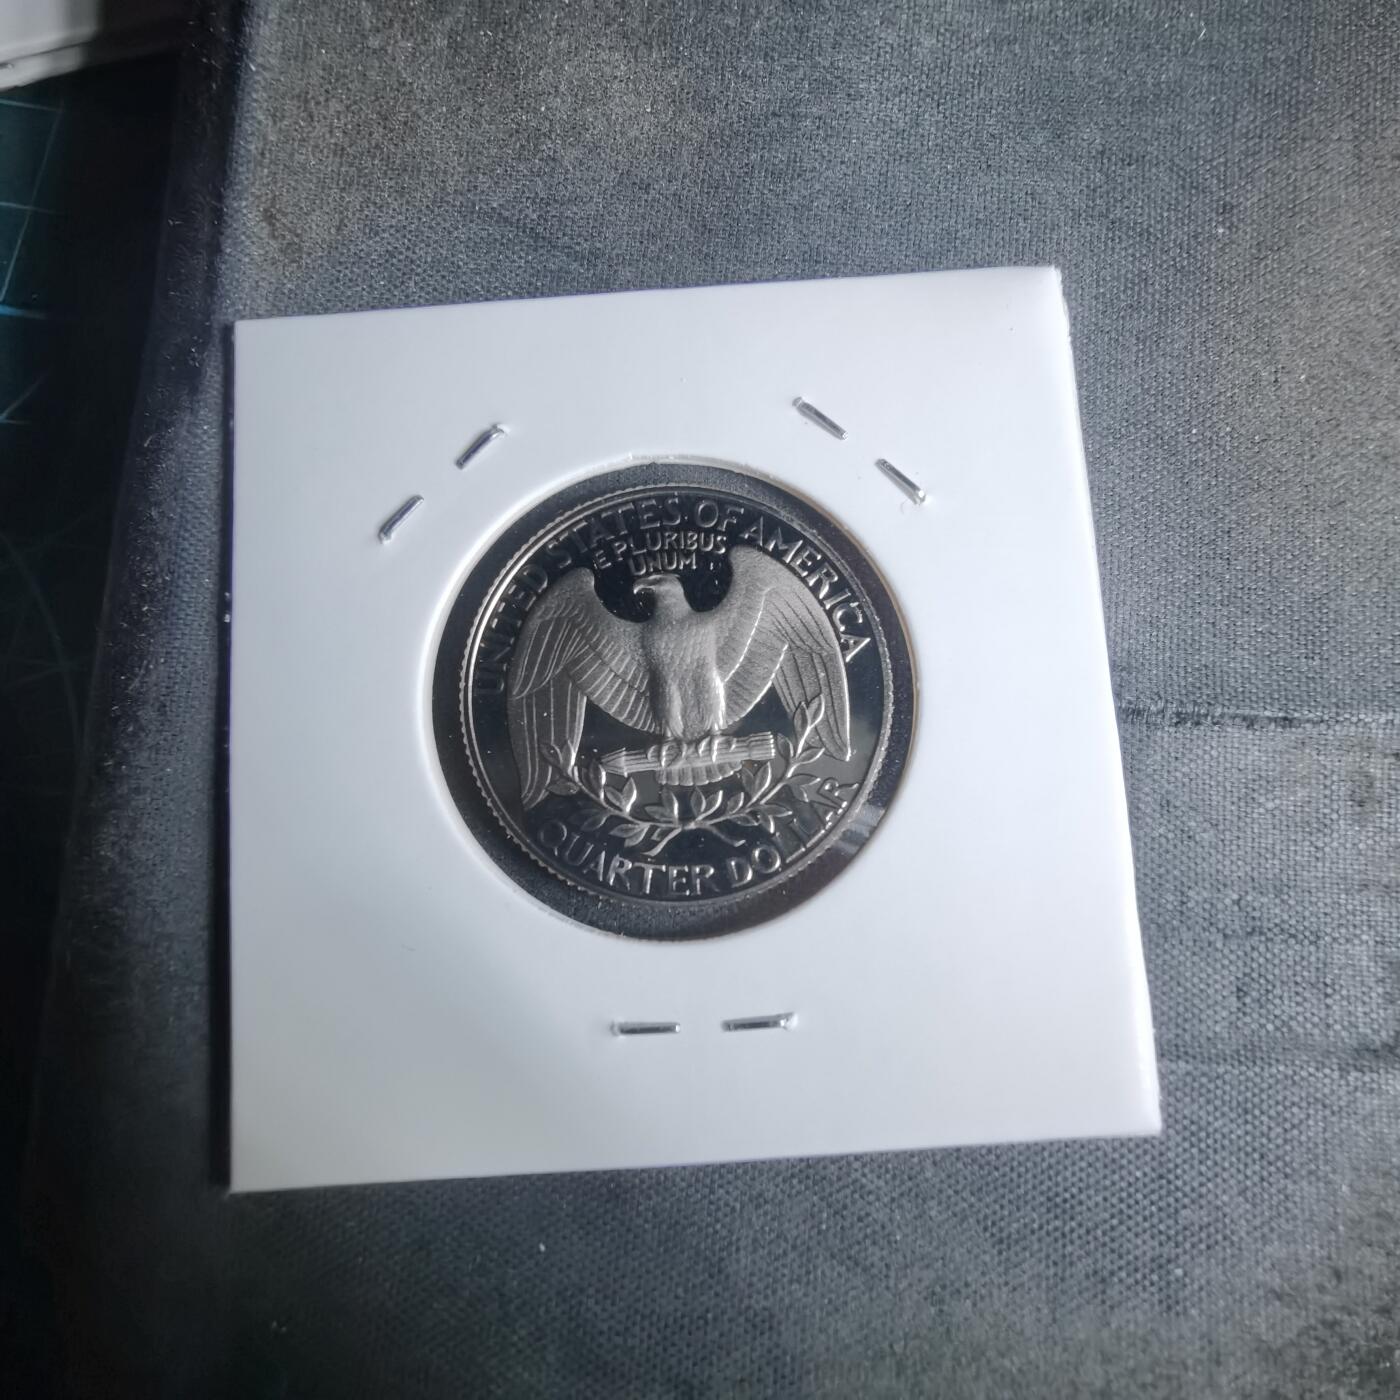 UNITED STATES OF AMERICA
E PLURIBUS
UNUM
QUARTER DOLLAR